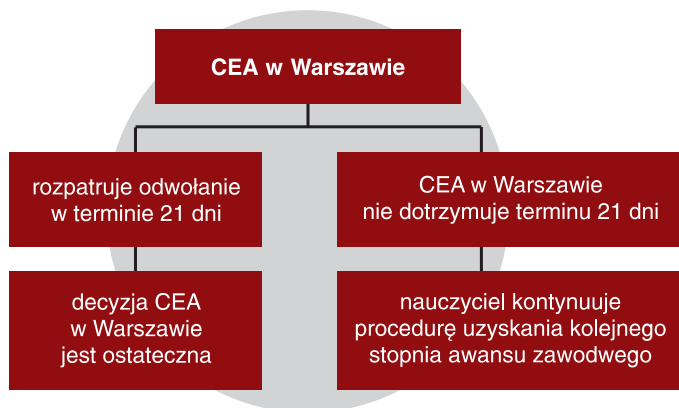 CEA w Warszawie
rozpatruje odwołanie
w terminie 21 dni
CEA w Warszawie
nie dotrzymuje terminu 21 dni
decyzja CEA
w Warszawie
jest ostateczna
nauczyciel kontynuuje
procedurę uzyskania kolejnego
stopnia awansu zawodwego